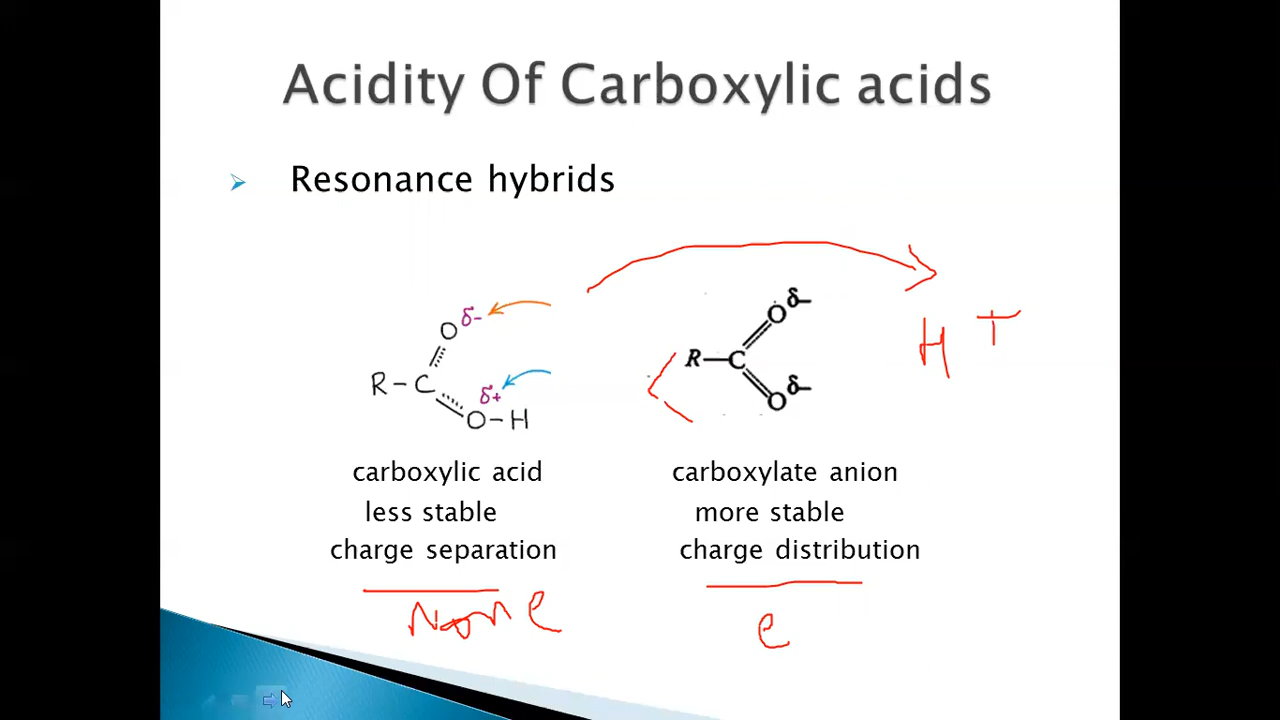 Acidity Of Carboxylic acids
Resonance hybrids
O δ-
R-C
δ+
O-H
R-C
O δ-
O δ-
H +
carboxylic acid
less stable
charge separation
carboxylate anion
more stable
charge distribution
None
e